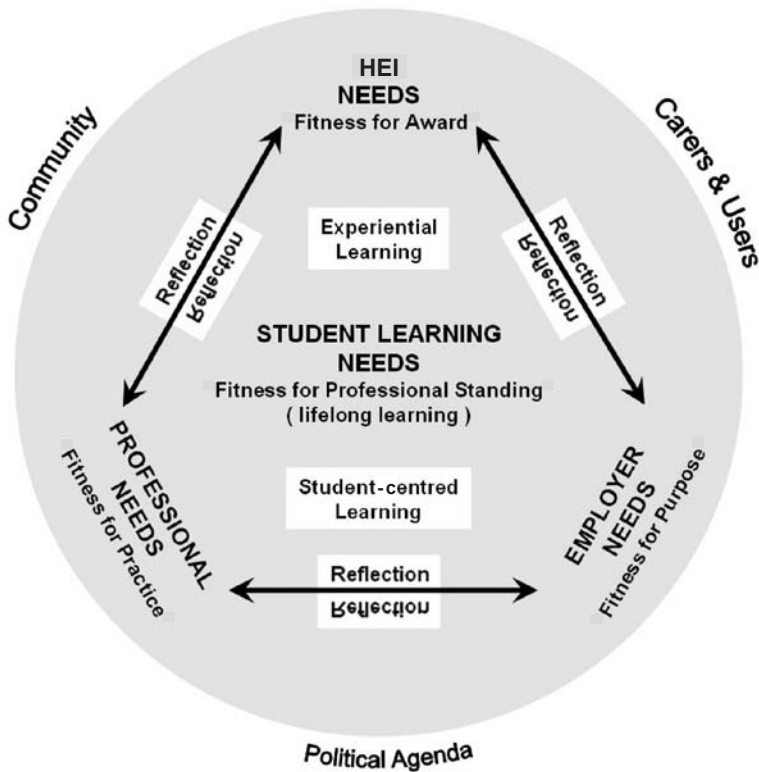 HEI
NEEDS
Fitness for Award
Community
Carers & Users
Reflection
Reflection
Reflection
Reflection
Experiential
Learning
STUDENT LEARNING
NEEDS
Fitness for Professional Standing
( lifelong learning )
PROFESSIONAL
NEEDS
Fitness for Practice
Student-centred
Learning
EMPLOYER
NEEDS
Fitness for Purpose
Reflection
Reflection
Political Agenda